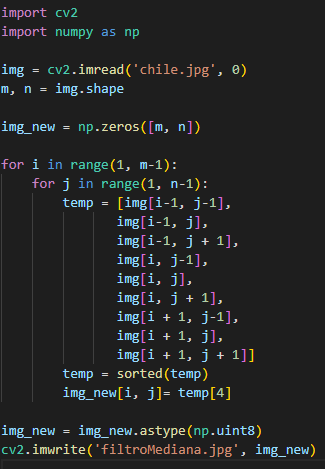 import cv2
import numpy as np

img = cv2.imread('chile.jpg', 0)
m, n = img.shape

img_new = np.zeros([m, n])

for i in range(1, m-1):
    for j in range(1, n-1):
        temp = [img[i-1, j-1],
               img[i-1, j],
               img[i-1, j + 1],
               img[i, j-1],
               img[i, j],
               img[i, j + 1],
               img[i + 1, j-1],
               img[i + 1, j],
               img[i + 1, j + 1]]
        temp = sorted(temp)
        img_new[i, j]= temp[4]

img_new = img_new.astype(np.uint8)
cv2.imwrite('filtroMediana.jpg', img_new)